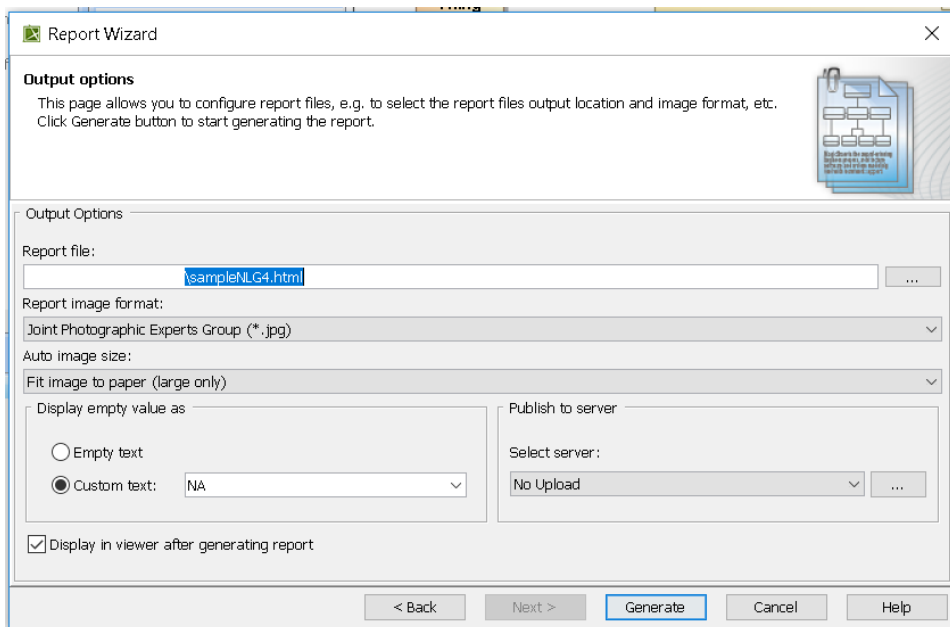 Thing
Report Wizard
Output options
This page allows you to configure report files, e.g. to select the report files output location and image format, etc.
Click Generate button to start generating the report.
Output Options
Report file:
\sampleNLG4.html
...
Report image format:
Joint Photographic Experts Group (*.jpg)
Auto image size:
Fit image to paper (large only)
Display empty value as
Empty text
Custom text: NA
Publish to server
Select server:
No Upload
...
Display in viewer after generating report
< Back
Next >
Generate
Cancel
Help